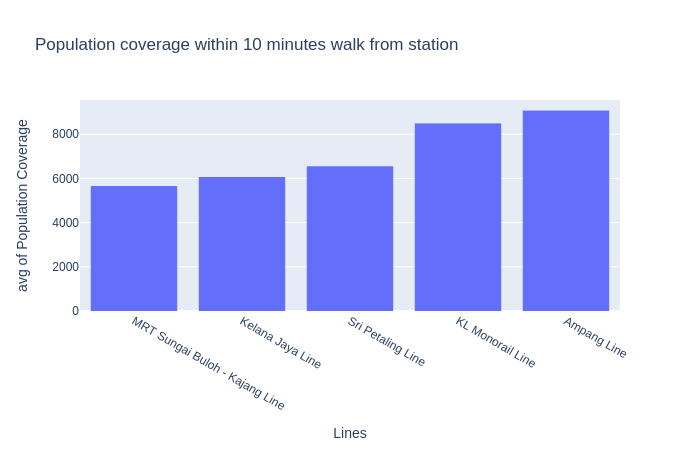 Population coverage within 10 minutes walk from station
avg of Population Coverage
8000
6000
4000
2000
0
MRT Sungai Buloh - Kajang Line
Kelana Jaya Line
Sri Petaling Line
KL Monorail Line
Ampang Line
Lines